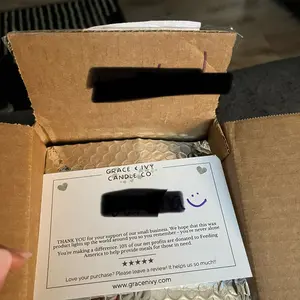 GRACE & IVY
CANDLE CO.
THANK YOU for your support of our small business. We hope that this wax
product lights up the world around you so you remember - you're never alone
You're making a difference. 10% of our net profits are donated to Feeding
America to help provide meals for those in need.
★★★★★
Love your purchase? Please leave a review! It helps us so much!!
www.gracenivy.com